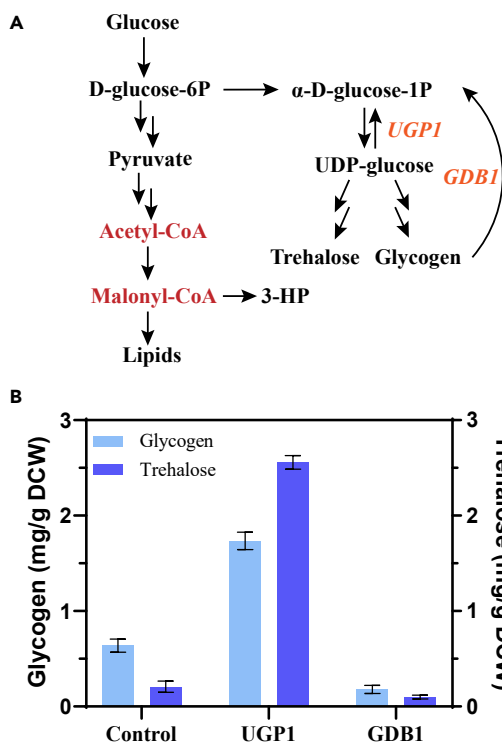 A
Glucose
D-glucose-6P α-D-glucose-1P
UGP1
Pyruvate UDP-glucose GDB1
Acetyl-CoA
Trehalose Glycogen
Malonyl-CoA 3-HP
Lipids
B
Glycogen (mg/g DCW)
3
2
1
0
Glycogen
Trehalose
3
2
1
0
Control UGP1 GDB1